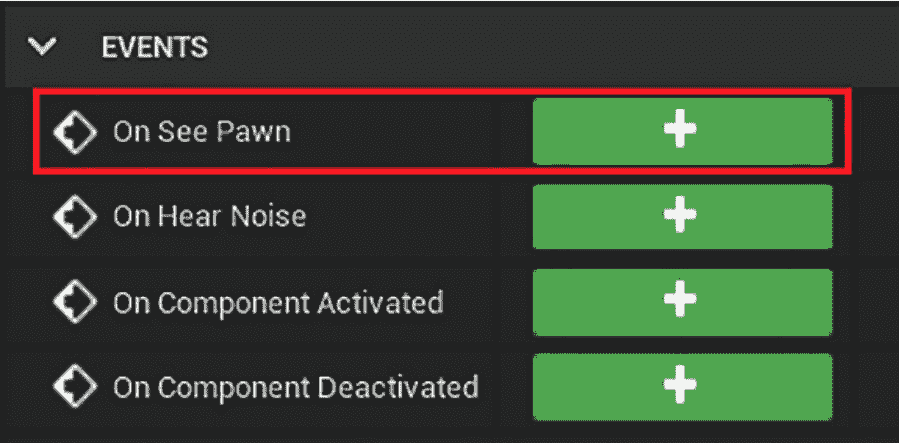 EVENTS
On See Pawn
On Hear Noise
On Component Activated
On Component Deactivated